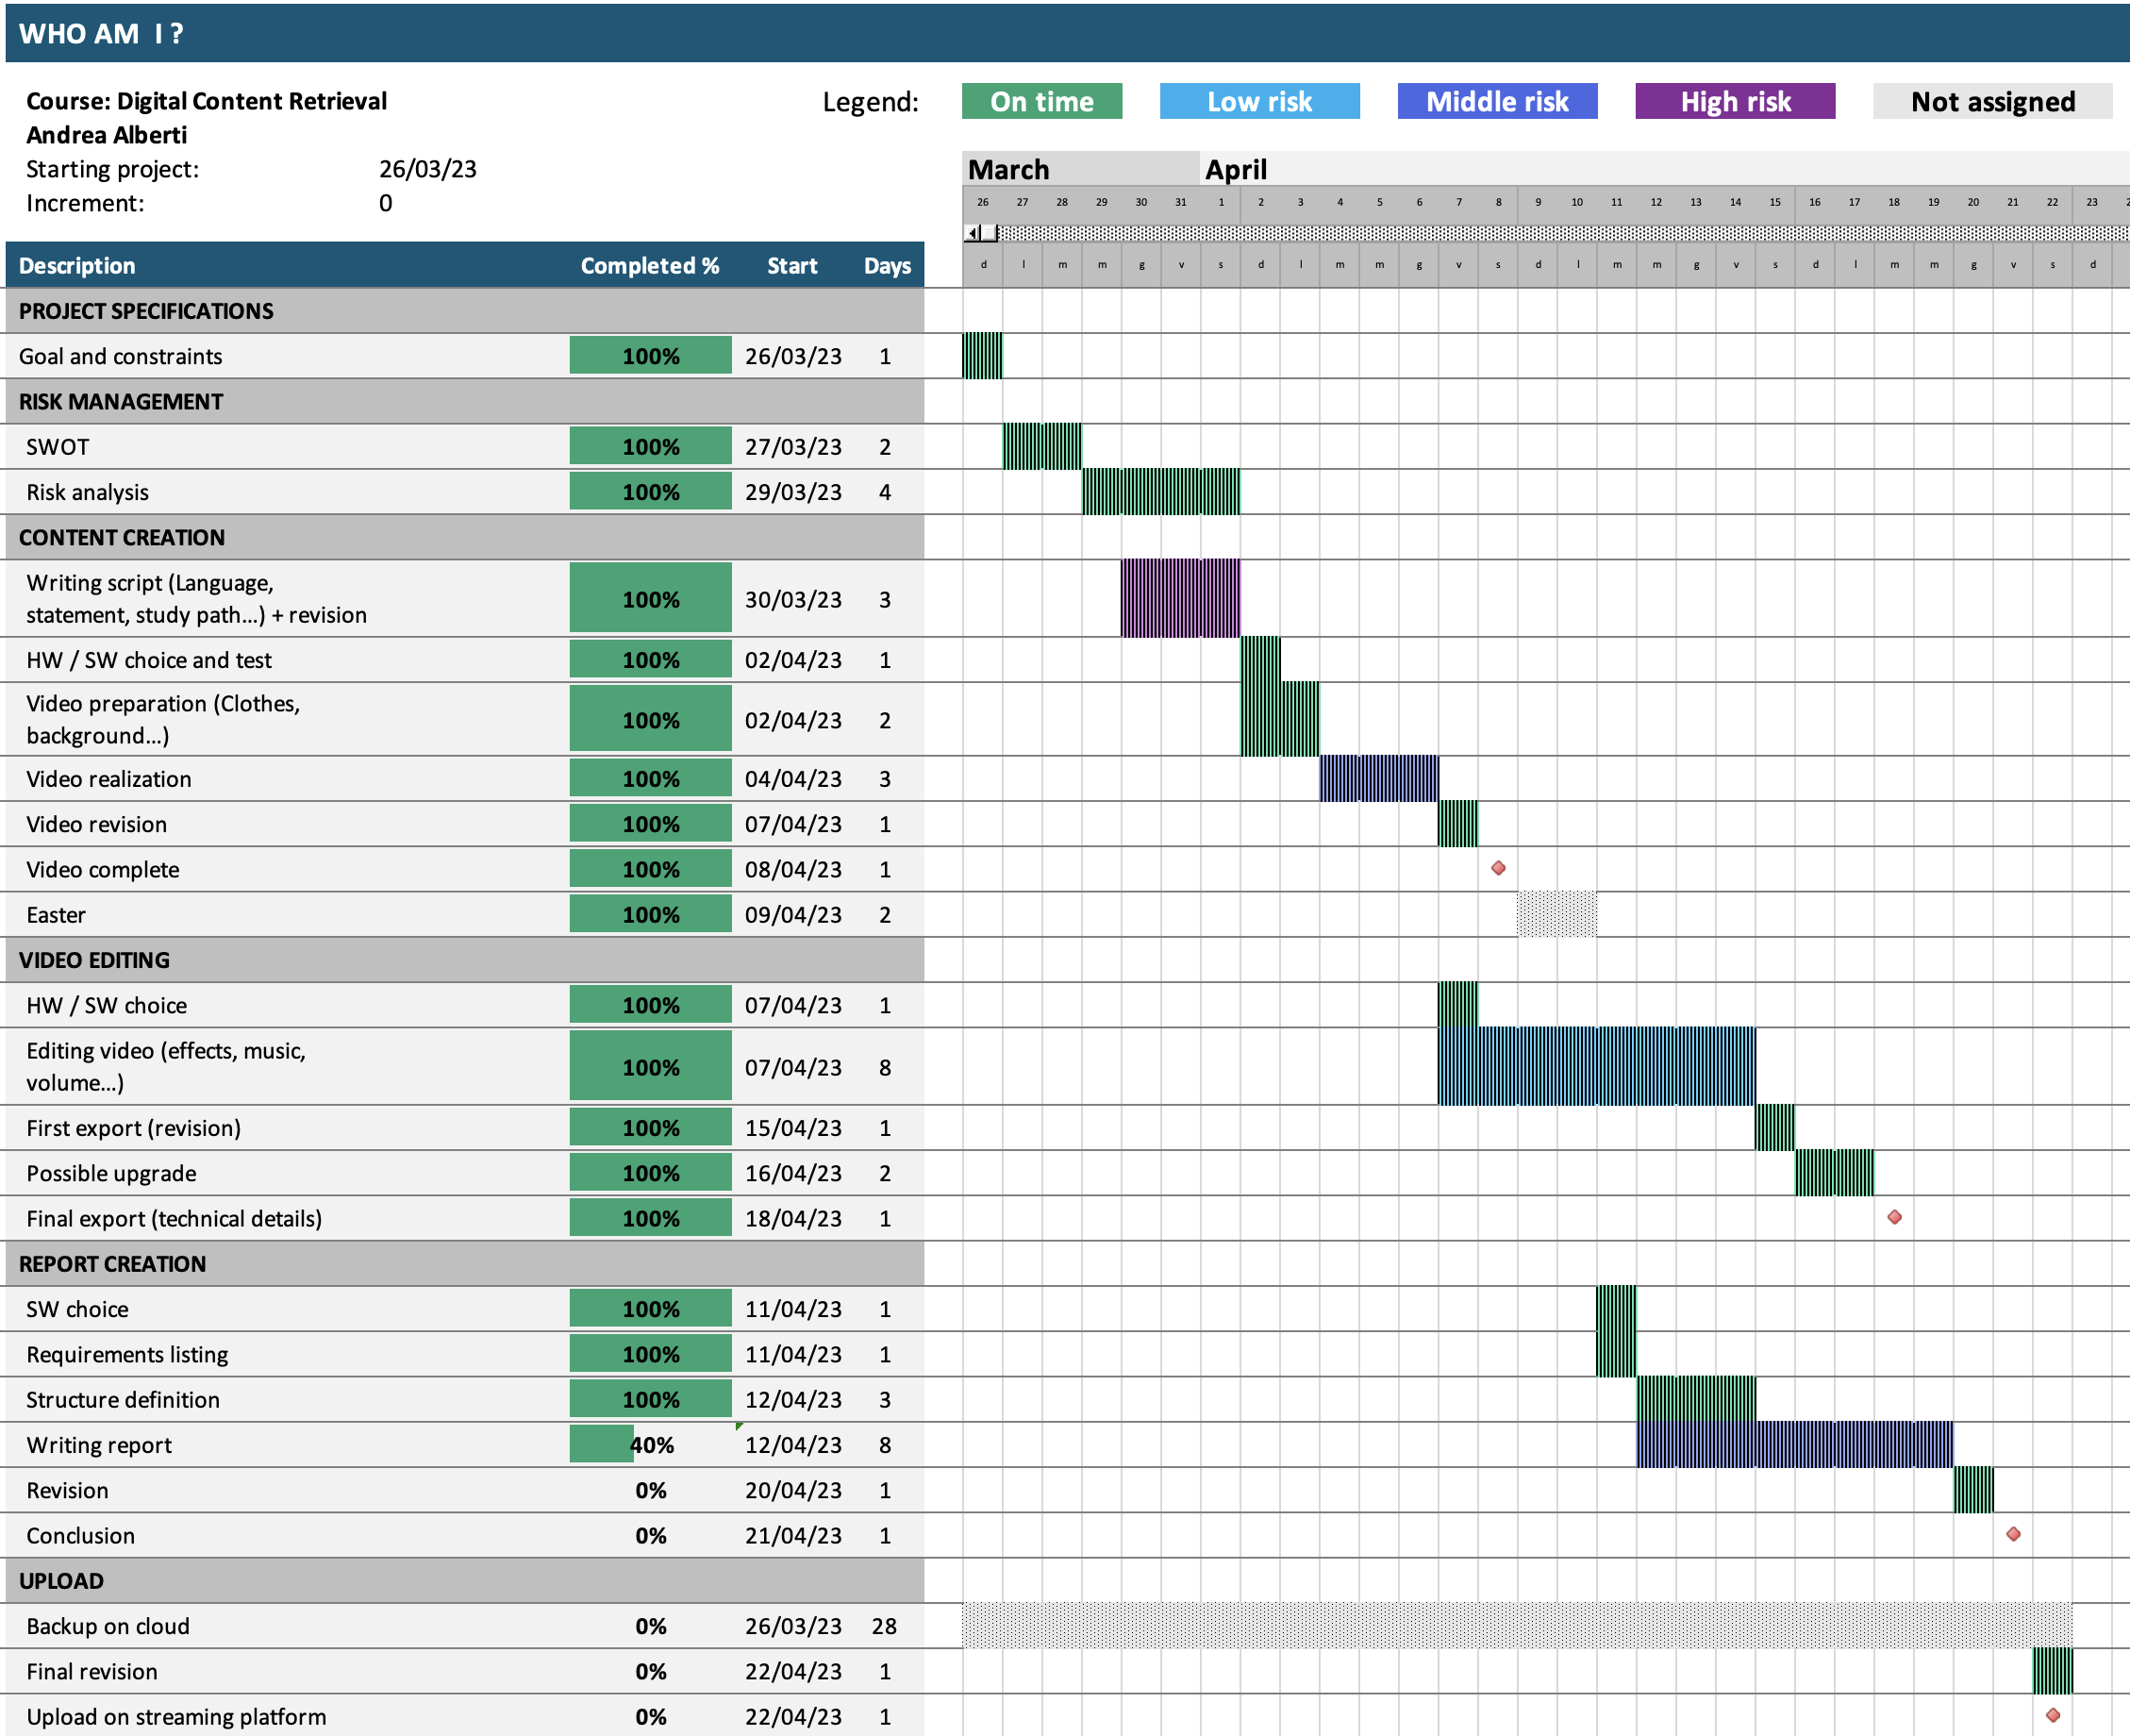 WHO AM I ?
Course: Digital Content Retrieval
Legend: On time Low risk Middle risk High risk Not assigned
Andrea Alberti
Starting project: 26/03/23
March April
Increment: 0
26 27 28 29 30 31 1 2 3 4 5 6 7 8 9 10 11 12 13 14 15 16 17 18 19 20 21 22 23
Description Completed % Start Days
d l m m g v s d l m m g v s d l m m g v s d l m m g v s d
PROJECT SPECIFICATIONS
Goal and constraints 100% 26/03/23 1
RISK MANAGEMENT
SWOT 100% 27/03/23 2
Risk analysis 100% 29/03/23 4
CONTENT CREATION
Writing script (Language,
statement, study path...) + revision 100% 30/03/23 3
HW / SW choice and test 100% 02/04/23 1
Video preparation (Clothes,
background...) 100% 02/04/23 2
Video realization 100% 04/04/23 3
Video revision 100% 07/04/23 1
Video complete 100% 08/04/23 1
Easter 100% 09/04/23 2
VIDEO EDITING
HW / SW choice 100% 07/04/23 1
Editing video (effects, music,
volume...) 100% 07/04/23 8
First export (revision) 100% 15/04/23 1
Possible upgrade 100% 16/04/23 2
Final export (technical details) 100% 18/04/23 1
REPORT CREATION
SW choice 100% 11/04/23 1
Requirements listing 100% 11/04/23 1
Structure definition 100% 12/04/23 3
Writing report 40% 12/04/23 8
Revision 0% 20/04/23 1
Conclusion 0% 21/04/23 1
UPLOAD
Backup on cloud 0% 26/03/23 28
Final revision 0% 22/04/23 1
Upload on streaming platform 0% 22/04/23 1